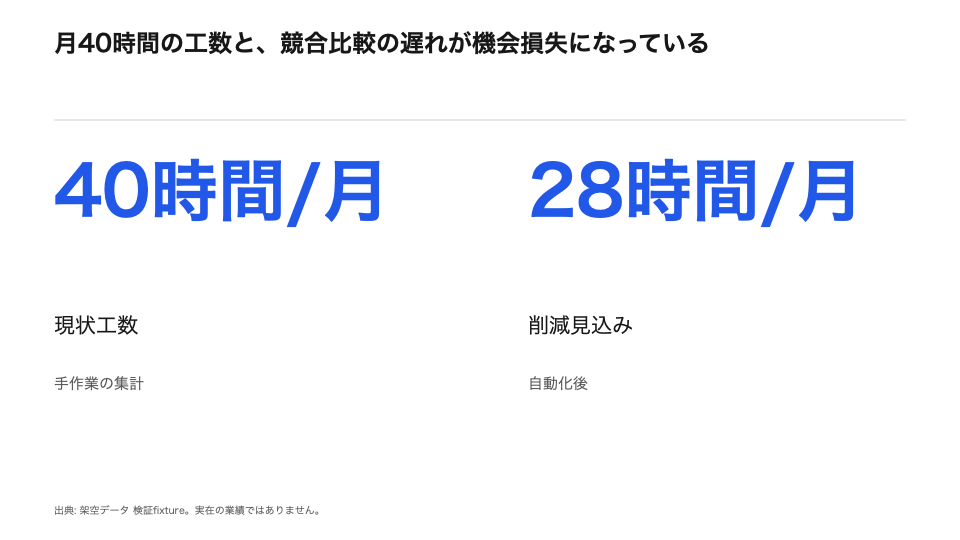 月40時間の工数と、競合比較の遅れが機会損失になっている
40時間/月
現状工数
手作業の集計
28時間/月
削減見込み
自動化後
出典: 架空データ 検証fixture。実在の業績ではありません。